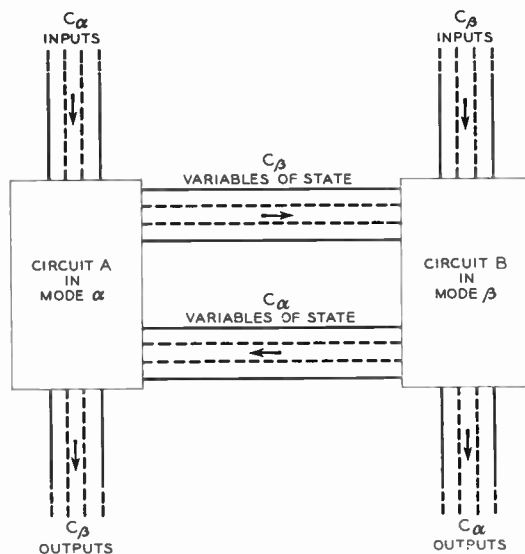 Cα
INPUTS
Cβ
INPUTS
Cβ
VARIABLES OF STATE
CIRCUIT A
IN
MODE α
CIRCUIT B
IN
MODE β
Cα
VARIABLES OF STATE
Cβ
OUTPUTS
Cα
OUTPUTS